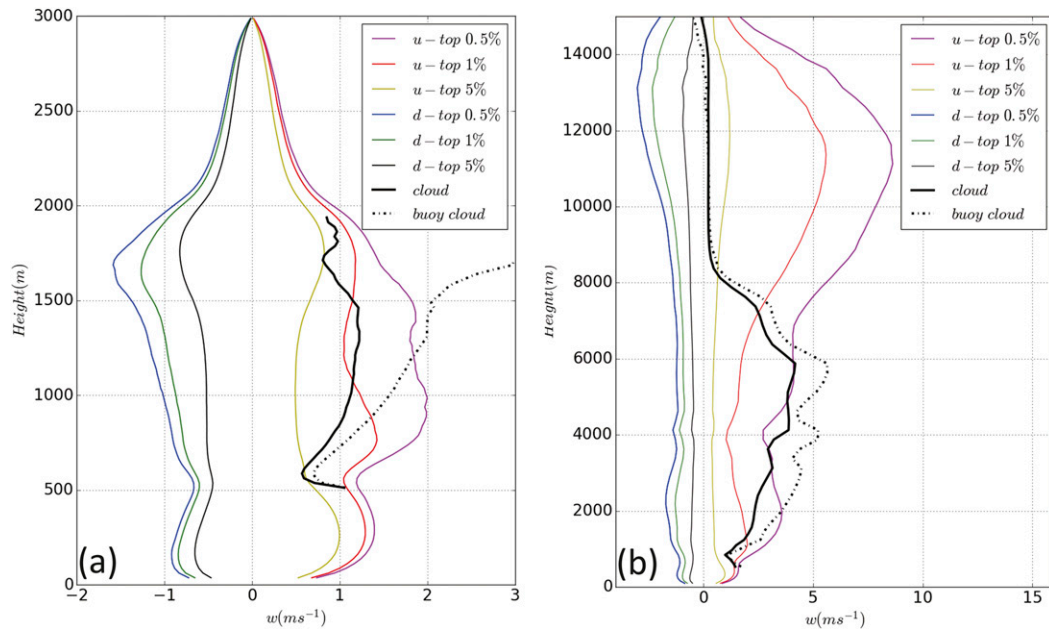 3000
2500
2000
1500
1000
500
0
Height(m)
−2
−1
0
1
2
3
w(ms⁻¹)
u − top 0.5%
u − top 1%
u − top 5%
d − top 0.5%
d − top 1%
d − top 5%
cloud
buoy cloud
(a)
14000
12000
10000
8000
6000
4000
2000
0
Height(m)
0
5
10
15
w(ms⁻¹)
u − top 0.5%
u − top 1%
u − top 5%
d − top 0.5%
d − top 1%
d − top 5%
cloud
buoy cloud
(b)